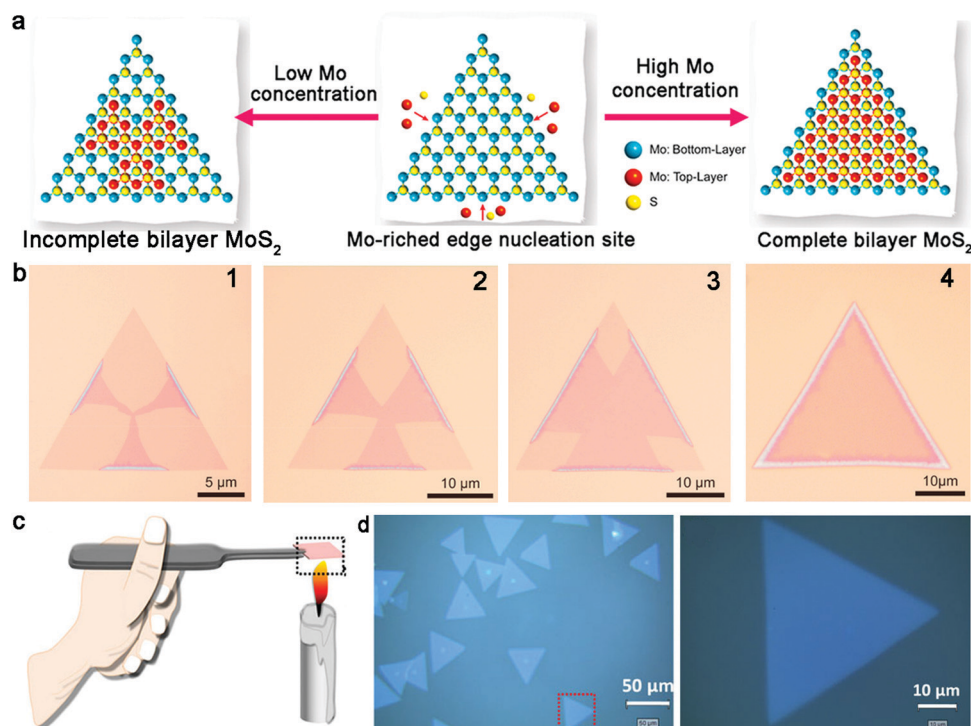 a
Low Mo
concentration
High Mo
concentration
Mo: Bottom-Layer
Mo: Top-Layer
S
Incomplete bilayer MoS₂
Mo-riched edge nucleation site
Complete bilayer MoS₂
b
1
2
3
4
5 μm
10 μm
10 μm
10μm
c
d
50 μm
50 μm
10 μm